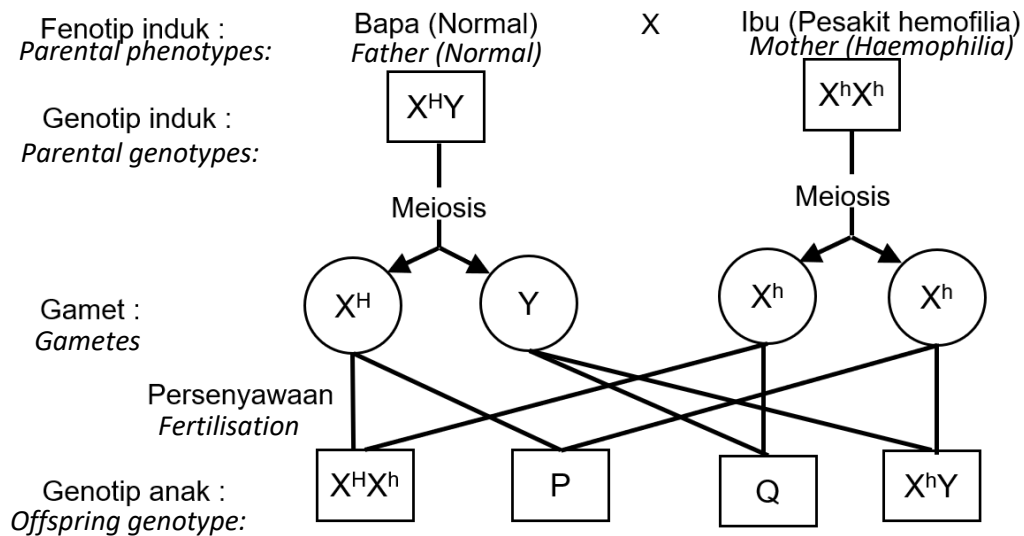 Fenotip induk : Bapa (Normal) X Ibu (Pesakit hemofilia)
Parental phenotypes: Father (Normal) Mother (Haemophilia)
Genotip induk : XᴴY XʰXʰ
Parental genotypes:
Meiosis Meiosis
Gamet : Xᴴ Y Xʰ Xʰ
Gametes
Persenyawaan
Fertilisation
Genotip anak : XᴴXʰ P Q XʰY
Offspring genotype: